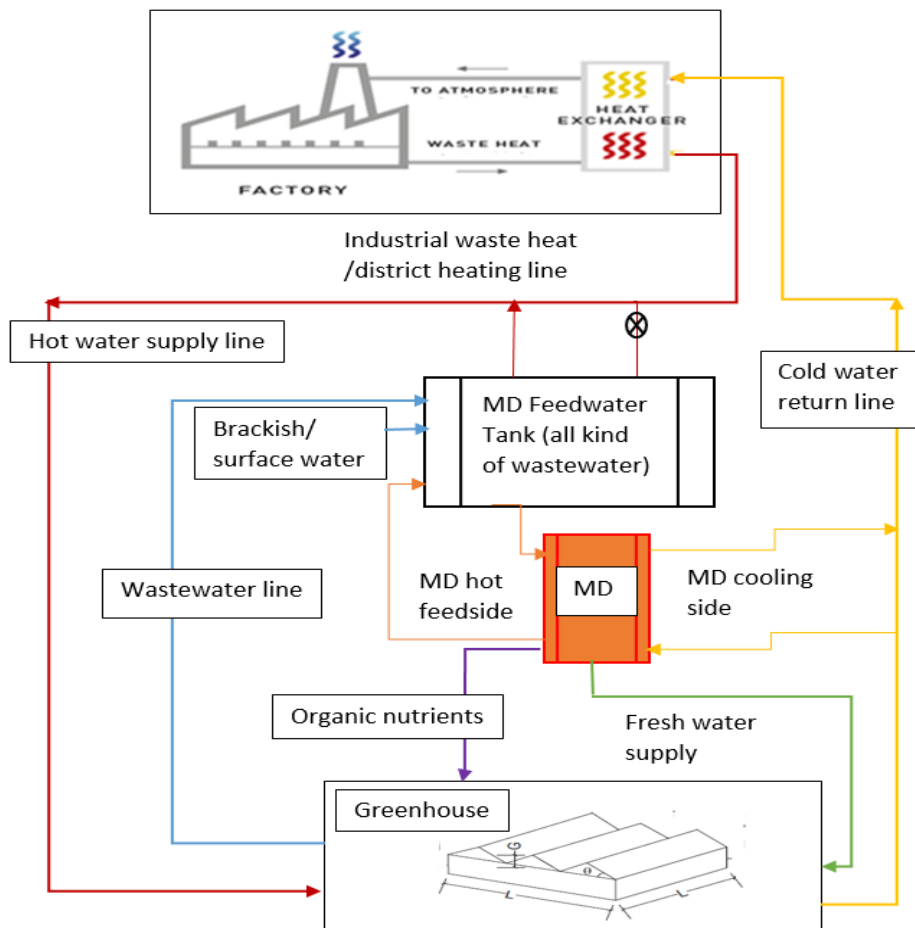 TO ATMOSPHERE
HEAT
EXCHANGER
WASTE HEAT
FACTORY
Industrial waste heat
/district heating line
Hot water supply line
Cold water
return line
MD Feedwater
Tank (all kind
of wastewater)
Brackish/
surface water
Wastewater line
MD hot
feedside
MD
MD cooling
side
Organic nutrients
Fresh water
supply
Greenhouse
G
θ
L
L